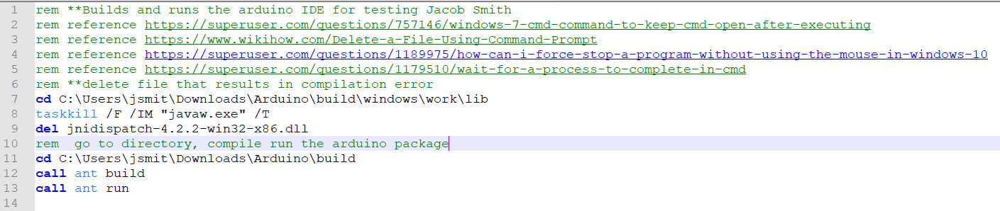 1 rem **Builds and runs the arduino IDE for testing Jacob Smith
2 rem reference https://superuser.com/questions/757146/windows-7-cmd-command-to-keep-cmd-open-after-executing
3 rem reference https://www.wikihow.com/Delete-a-File-Using-Command-Prompt
4 rem reference https://superuser.com/questions/1189975/how-can-i-force-stop-a-program-without-using-the-mouse-in-windows-10
5 rem reference https://superuser.com/questions/1179510/wait-for-a-process-to-complete-in-cmd
6 rem **delete file that results in compilation error
7 cd C:\Users\jsmit\Downloads\Arduino\build\windows\work\lib
8 taskkill /F /IM "javaw.exe" /T
9 del jnidispatch-4.2.2-win32-x86.dll
10 rem  go to directory, compile run the arduino package
11 cd C:\Users\jsmit\Downloads\Arduino\build
12 call ant build
13 call ant run
14